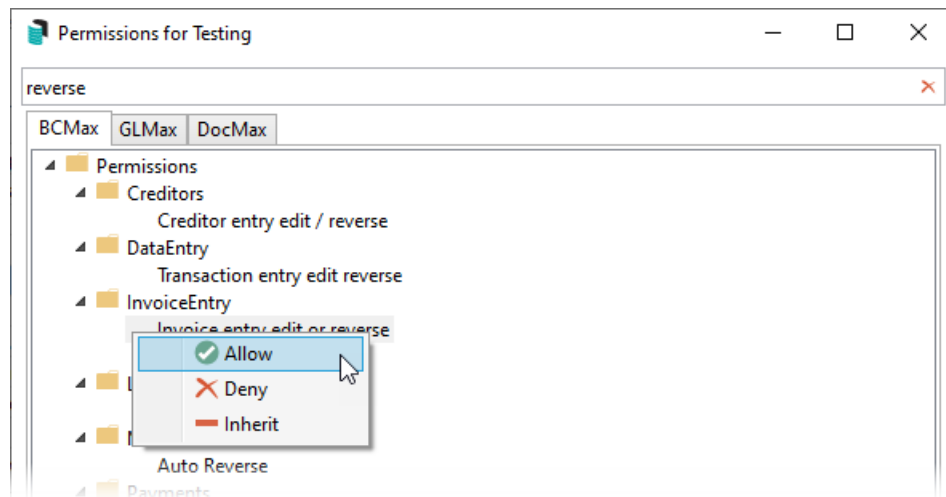 Permissions for Testing
reverse
BCMax GLMax DocMax
Permissions
Creditors
Creditor entry edit / reverse
DataEntry
Transaction entry edit reverse
InvoiceEntry
Invoice entry edit or reverse
Allow
Deny
Inherit
Auto Reverse
Payments